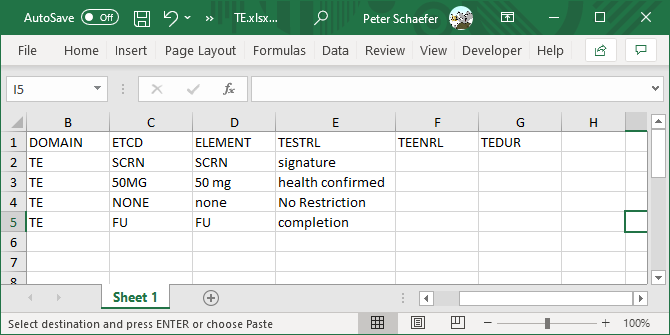 AutoSave Off TE.xlsx... Peter Schaefer
File Home Insert Page Layout Formulas Data Review View Developer Help
I5 fx
B C D E F G H
1 DOMAIN ETCD ELEMENT TESTRL TEENRL TEDUR
2 TE SCRN SCRN signature
3 TE 50MG 50 mg health confirmed
4 TE NONE none No Restriction
5 TE FU FU completion
6
7
8
Sheet 1
Select destination and press ENTER or choose Paste 100%